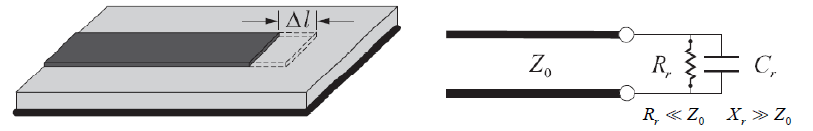 Δl
Z₀
Rᵣ
Cᵣ
Rᵣ ≪ Z₀ Xᵣ ≫ Z₀